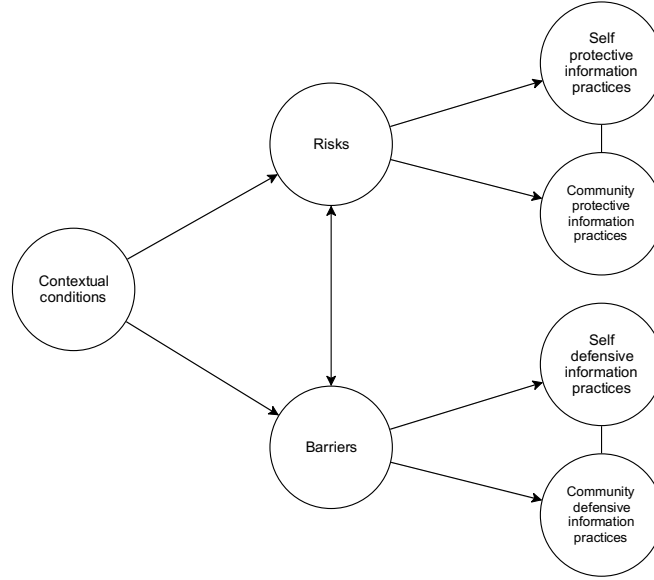 Self
protective
information
practices
Risks
Community
protective
information
practices
Contextual
conditions
Self
defensive
information
practices
Barriers
Community
defensive
information
practices